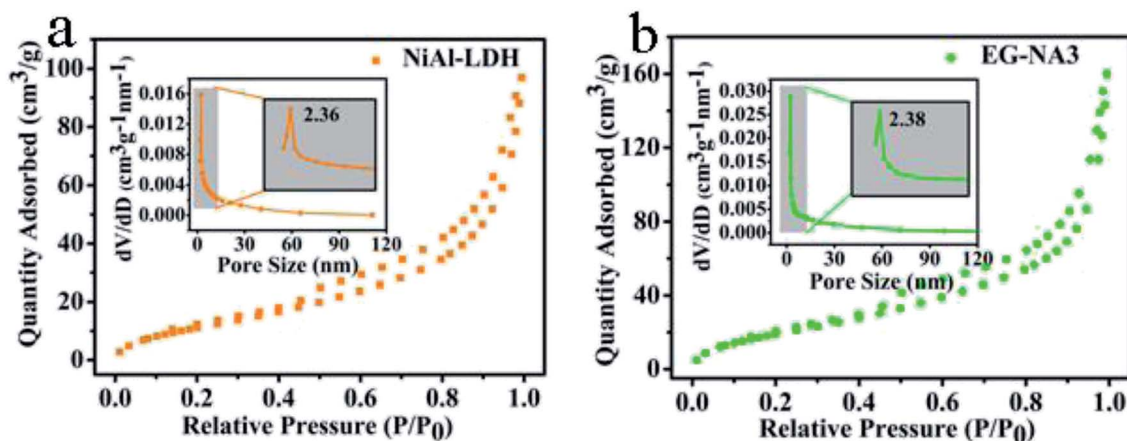 a
NiAl-LDH
Quantity Adsorbed (cm³/g)
100
80
60
40
20
0
0.0 0.2 0.4 0.6 0.8 1.0
Relative Pressure (P/P₀)
dV/dD (cm³g⁻¹nm⁻¹)
0.016
0.012
0.008
0.004
0.000
0 30 60 90 120
Pore Size (nm)
2.36
b
EG-NA3
Quantity Adsorbed (cm³/g)
160
120
80
40
0
0.0 0.2 0.4 0.6 0.8 1.0
Relative Pressure (P/P₀)
dV/dD (cm³g⁻¹nm⁻¹)
0.030
0.025
0.020
0.015
0.010
0.005
0.000
0 30 60 90 120
Pore Size (nm)
2.38